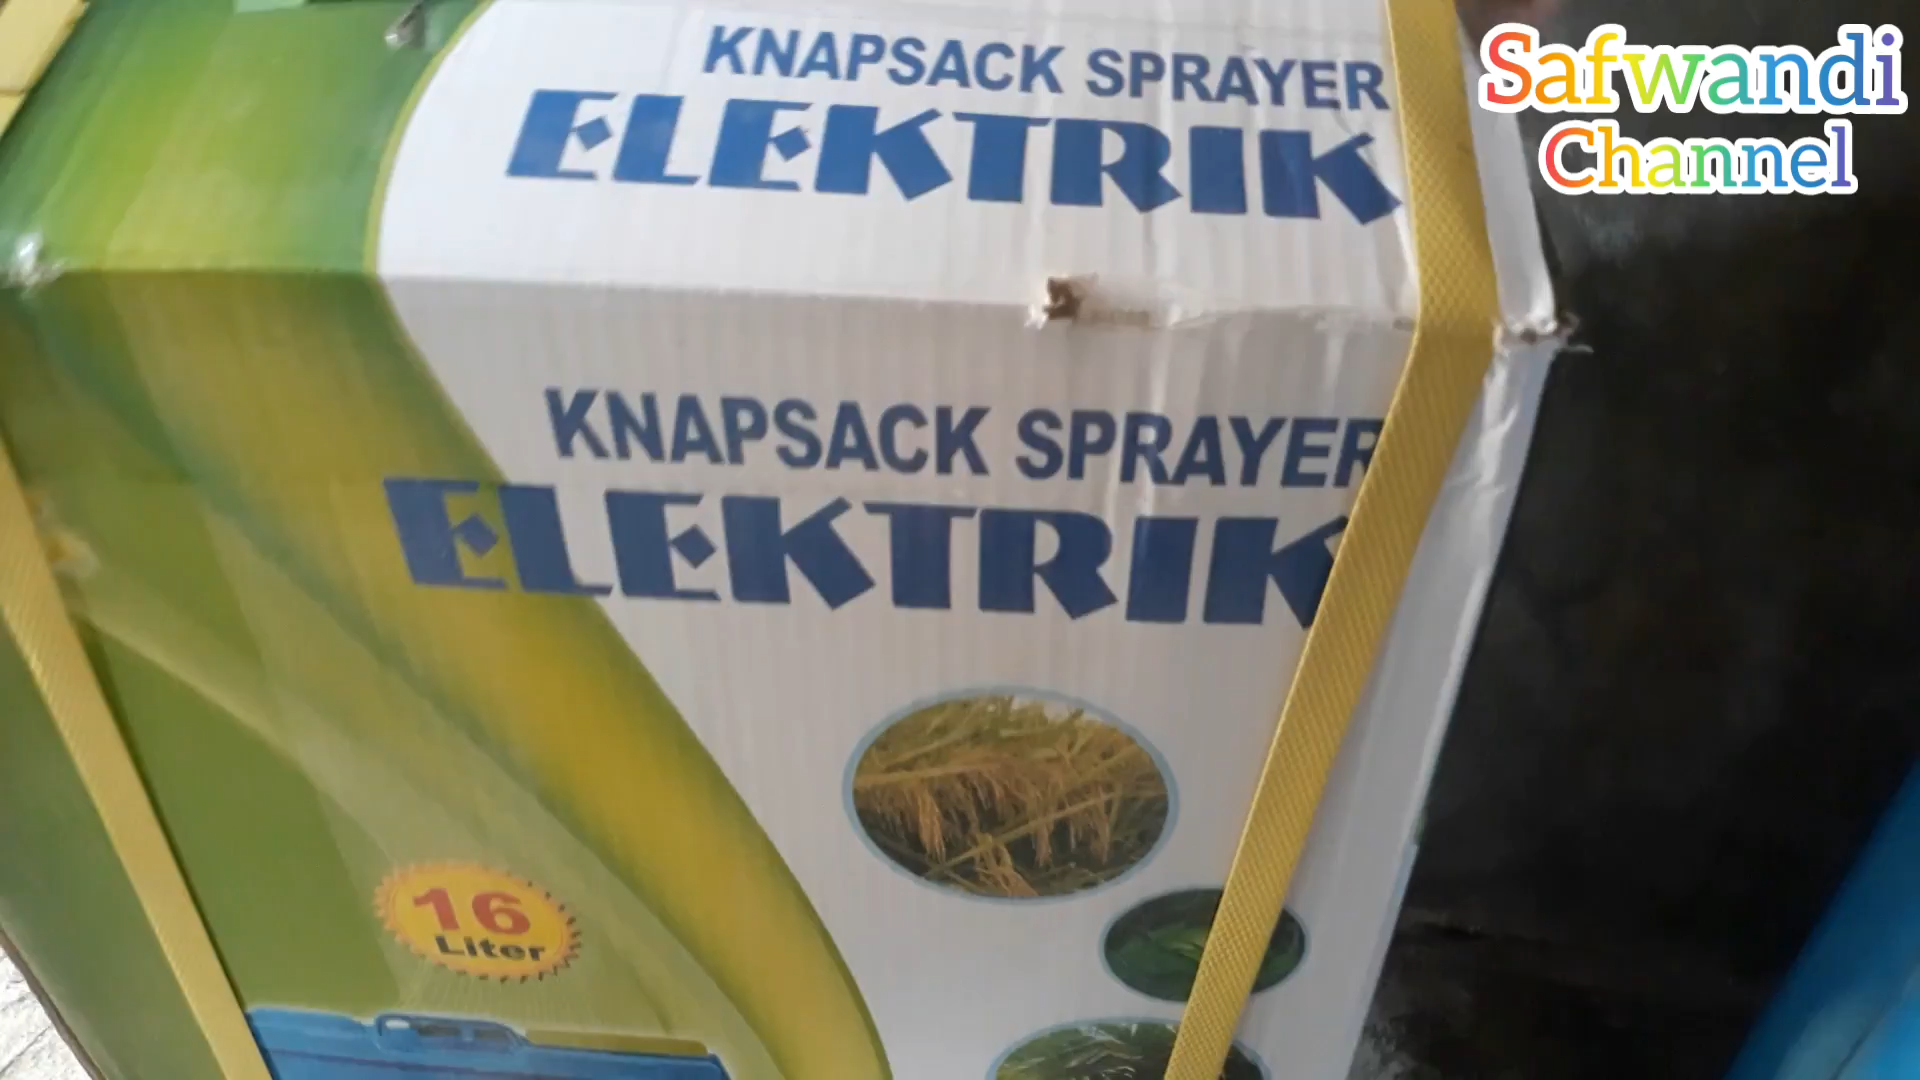 Safwandi
Channel
KNAPSACK SPRAYER
ELEKTRIK
KNAPSACK SPRAYER
ELEKTRIK
16
Liter